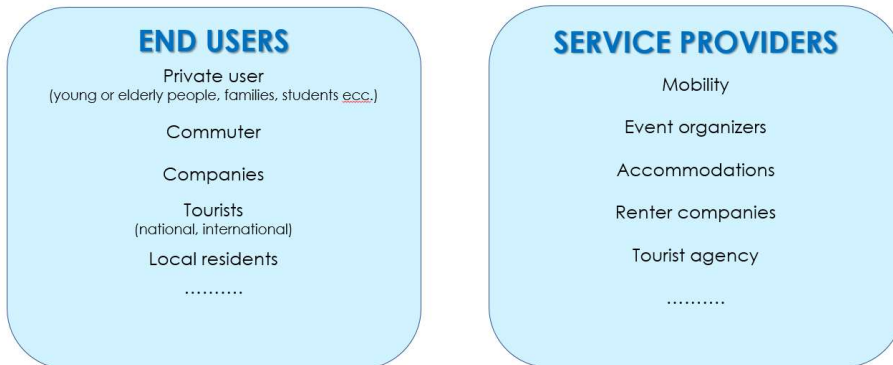 END USERS
Private user
(young or elderly people, families, students ecc.)
Commuter
Companies
Tourists
(national, international)
Local residents
..........
SERVICE PROVIDERS
Mobility
Event organizers
Accommodations
Renter companies
Tourist agency
..........